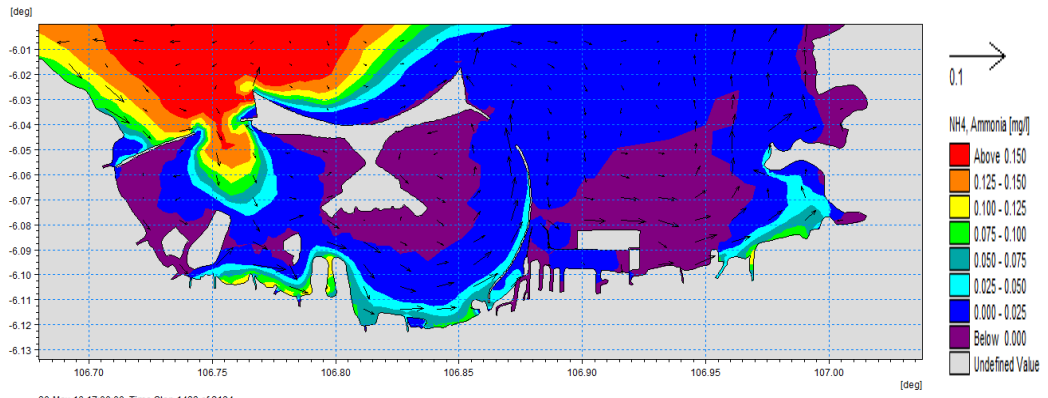 [deg]
-6.01
-6.02
-6.03
-6.04
-6.05
-6.06
-6.07
-6.08
-6.09
-6.10
-6.11
-6.12
-6.13
106.70 106.75 106.80 106.85 106.90 106.95 107.00
[deg]
0.1
NH4, Ammonia [mg/l]
Above 0.150
0.125 - 0.150
0.100 - 0.125
0.075 - 0.100
0.050 - 0.075
0.025 - 0.050
0.000 - 0.025
Below 0.000
Undefined Value